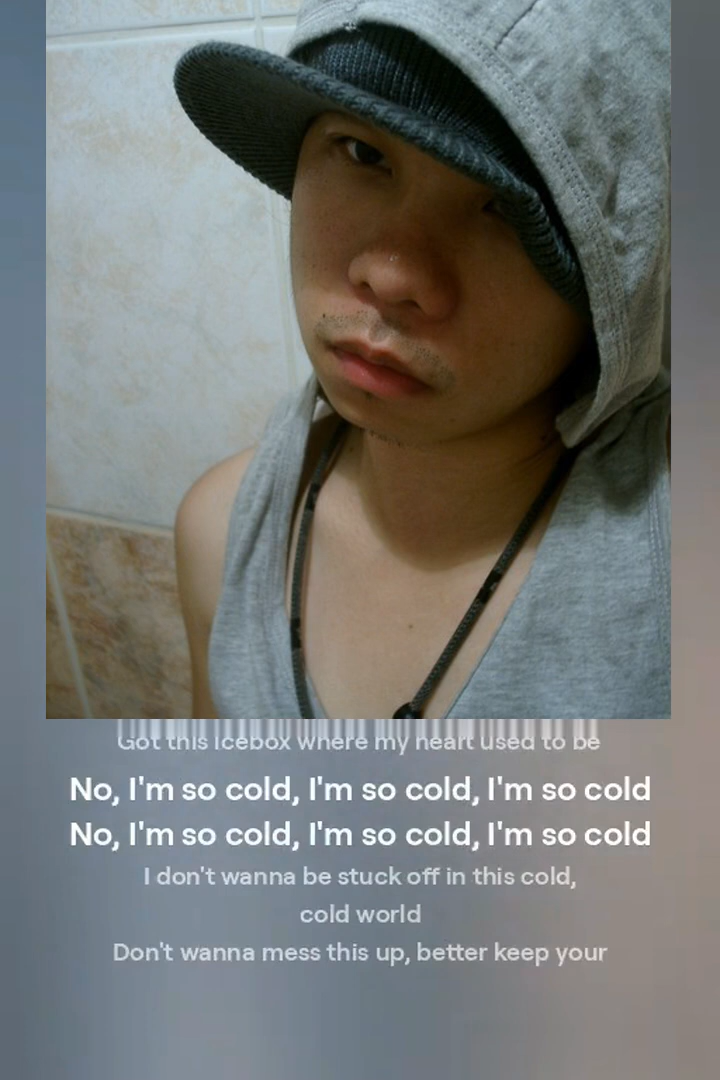 Got this Icebox where my heart used to be
No, I'm so cold, I'm so cold, I'm so cold
No, I'm so cold, I'm so cold, I'm so cold
I don't wanna be stuck off in this cold,
cold world
Don't wanna mess this up, better keep your